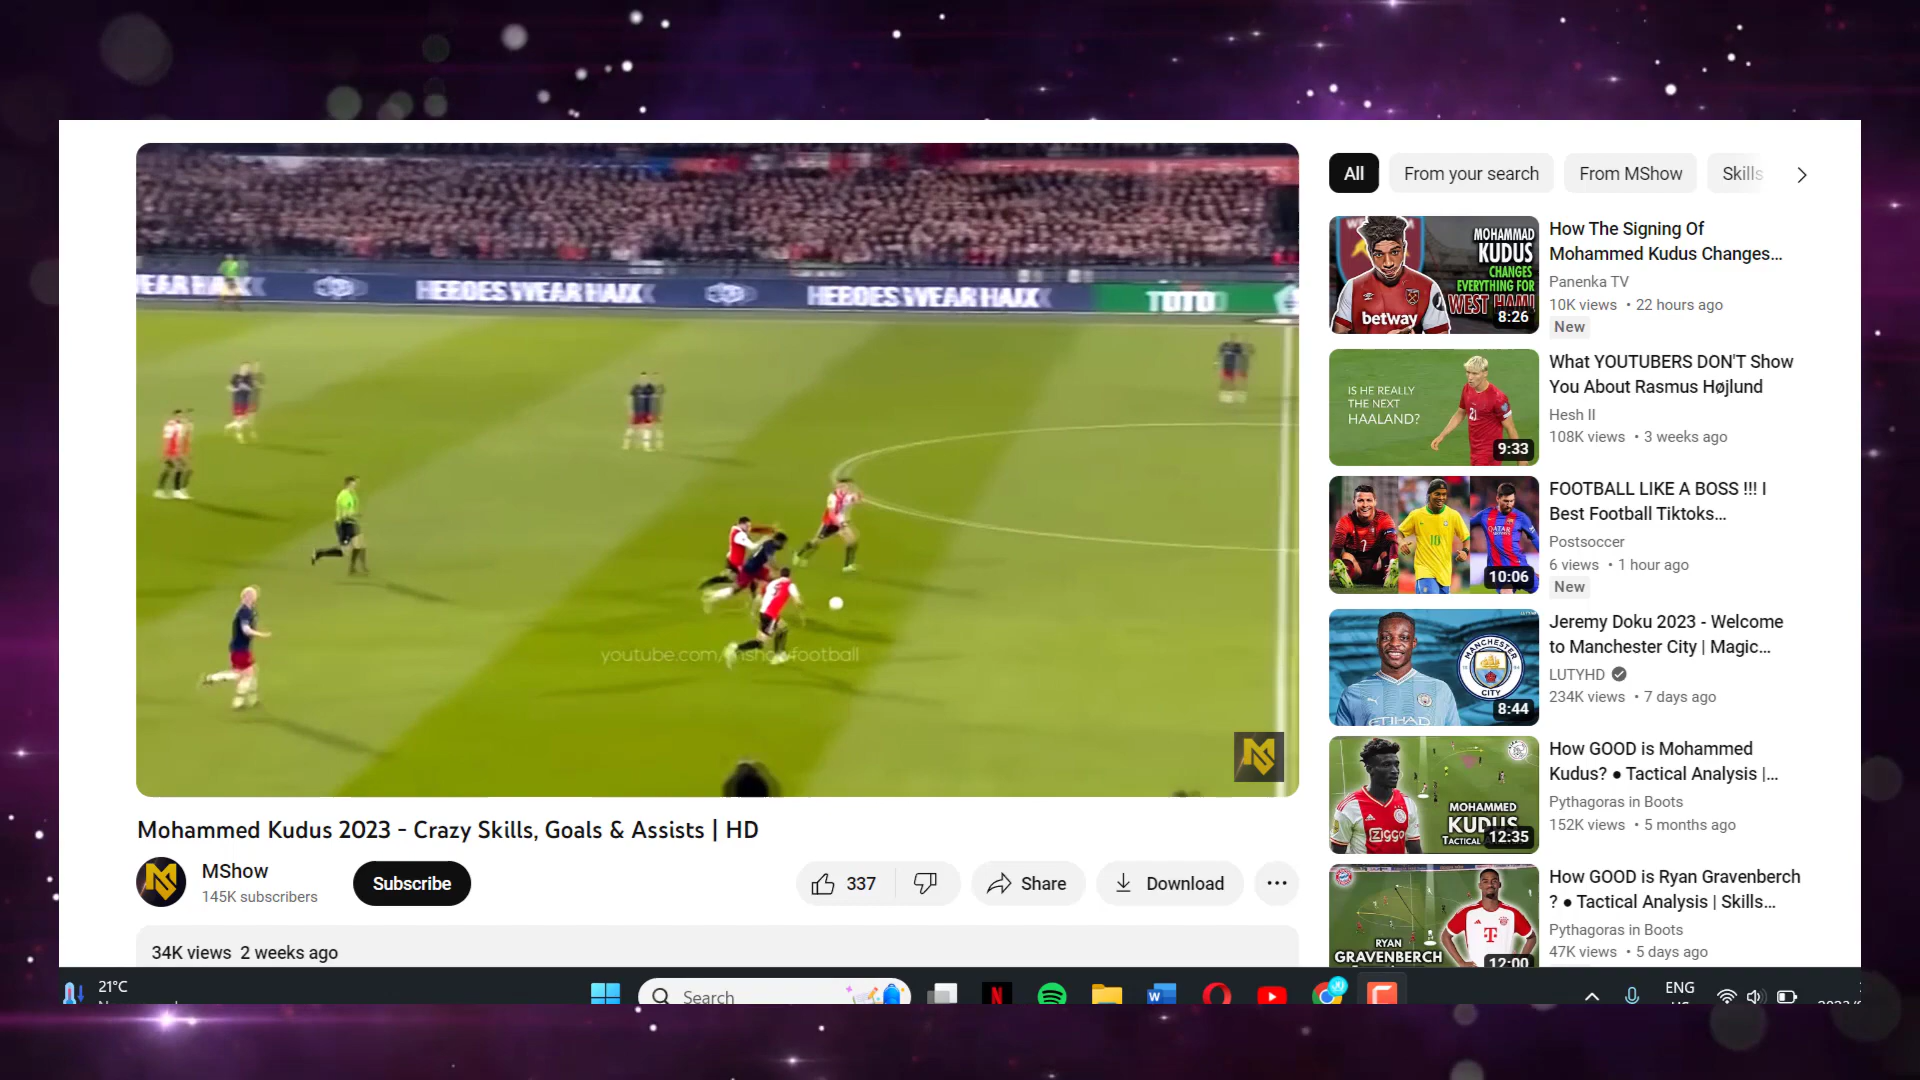 HEROES WEAR HAIX
HEROES WEAR HAIX
TOTO
youtube.com/mshowfootball
Mohammed Kudus 2023 - Crazy Skills, Goals & Assists | HD
MShow
145K subscribers
Subscribe
337
Share
Download
34K views 2 weeks ago
All
From your search
From MShow
Skills
MOHAMMAD
KUDUS
CHANGES
EVERYTHING FOR
WEST HAM!
betway
8:26
How The Signing Of
Mohammed Kudus Changes...
Panenka TV
10K views • 22 hours ago
New
IS HE REALLY
THE NEXT
HAALAND?
21
9:33
What YOUTUBERS DON'T Show
You About Rasmus Højlund
Hesh II
108K views • 3 weeks ago
7
10
10:06
FOOTBALL LIKE A BOSS !!! I
Best Football Tiktoks...
Postsoccer
6 views • 1 hour ago
New
MANCHESTER
CITY
ETIHAD
8:44
Jeremy Doku 2023 - Welcome
to Manchester City | Magic...
LUTYHD
234K views • 7 days ago
ZIGGO
MOHAMMED
KUDUS
TACTICAL
12:35
How GOOD is Mohammed
Kudus? ● Tactical Analysis |...
Pythagoras in Boots
152K views • 5 months ago
T
RYAN
GRAVENBERCH
12:00
How GOOD is Ryan Gravenberch
? ● Tactical Analysis | Skills...
Pythagoras in Boots
47K views • 5 days ago
21°C
Search
ENG